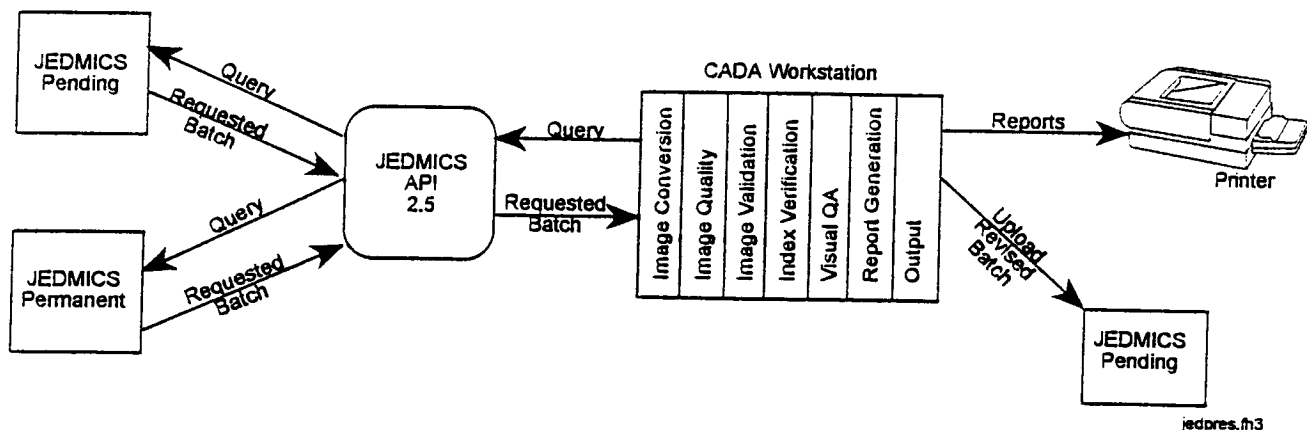 JEDMICS
Pending
Query
Requested
Batch
Query
Requested
Batch
JEDMICS
Permanent
JEDMICS
API
2.5
Query
Requested
Batch
CADA Workstation
Image Conversion
Image Quality
Image Validation
Index Verification
Visual QA
Report Generation
Output
Reports
Printer
Upload
Revised
Batch
JEDMICS
Pending
jedpres.fh3